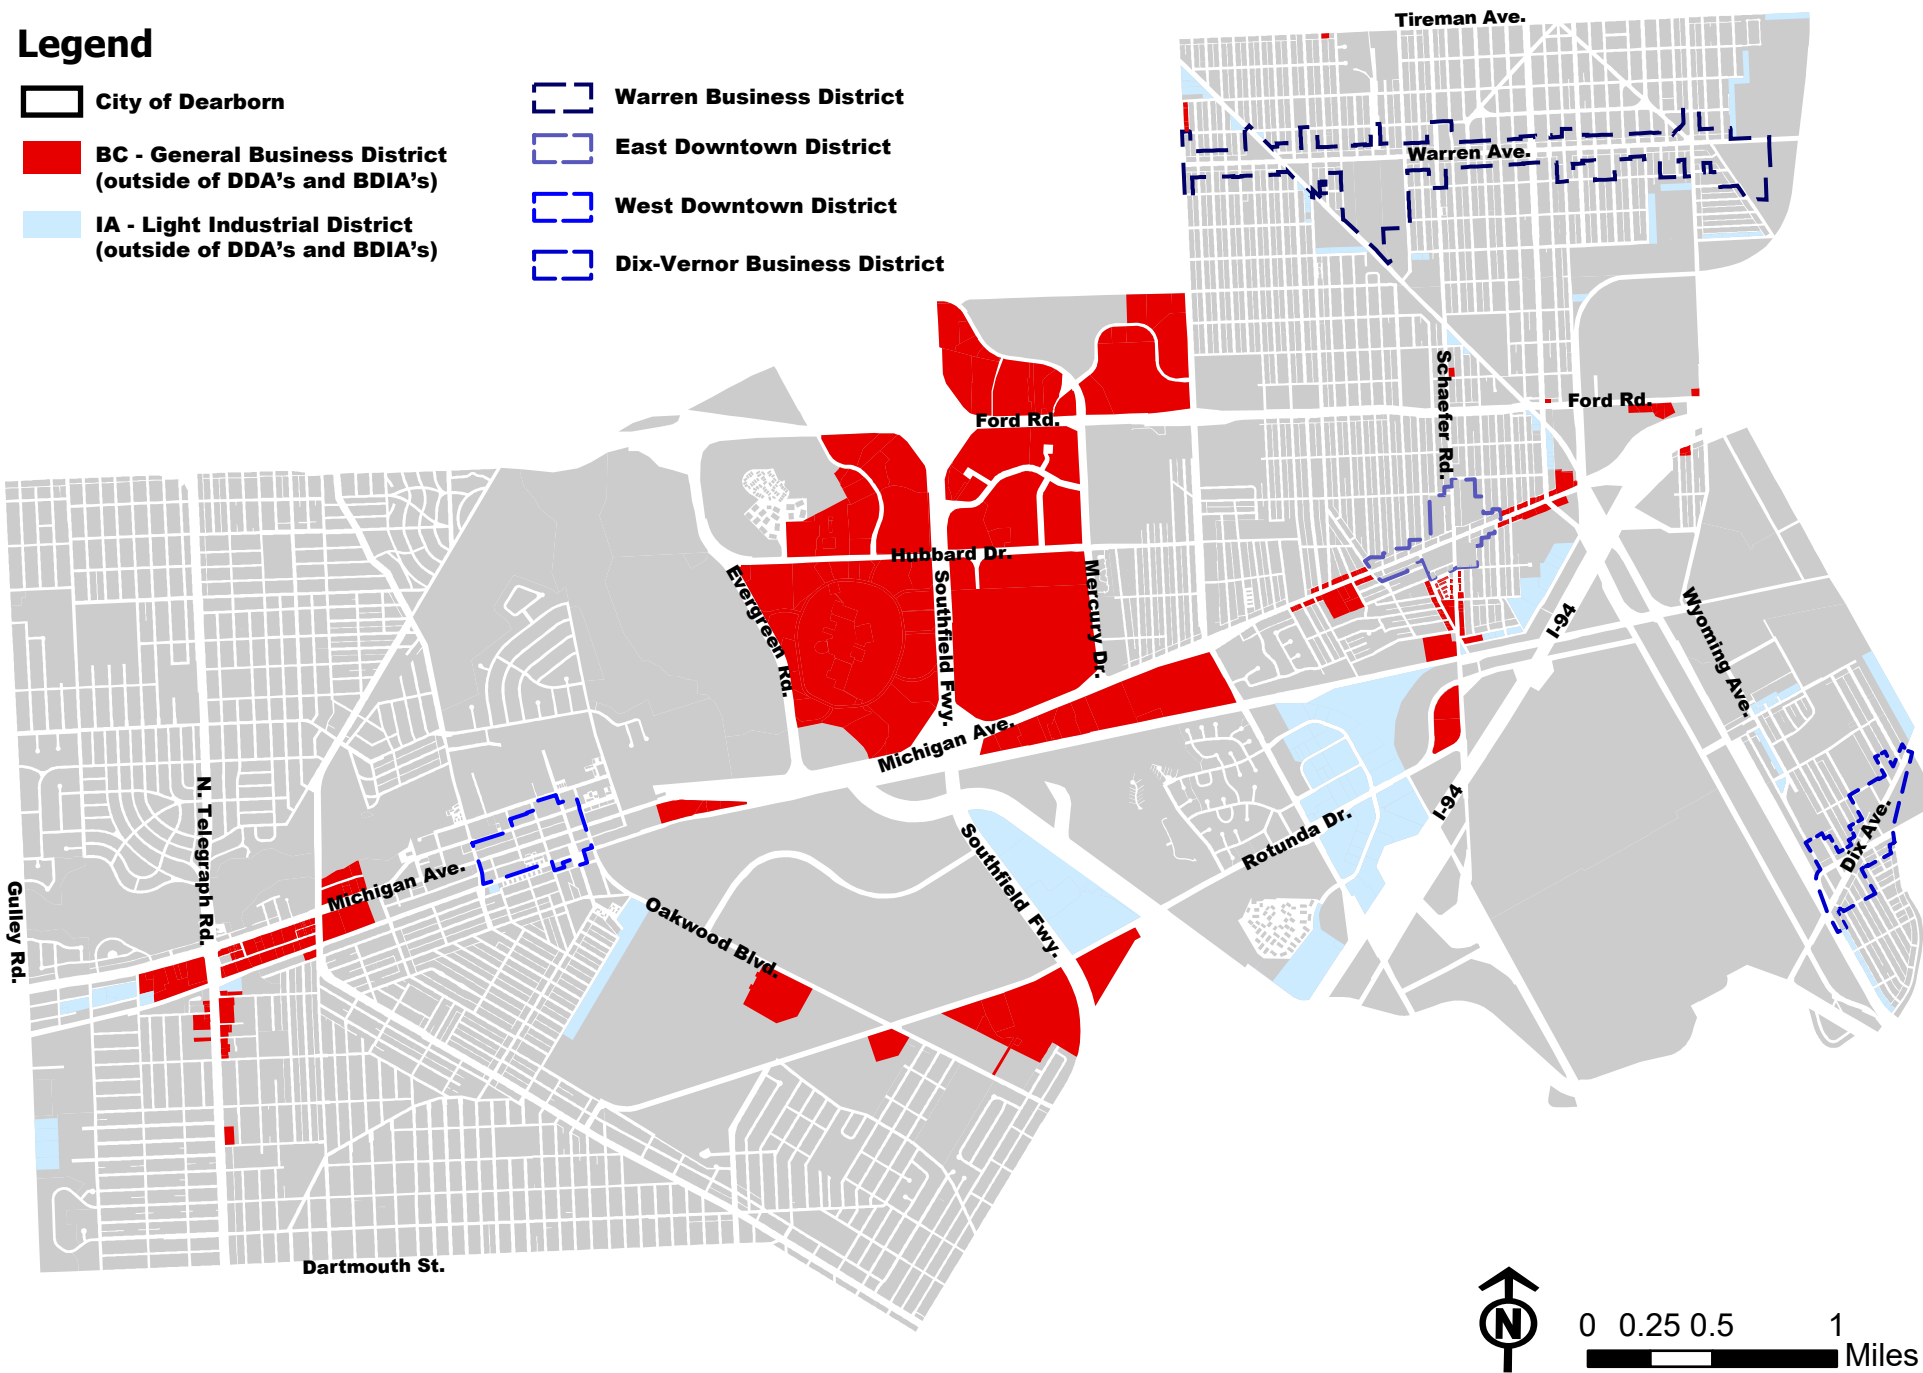 Legend
City of Dearborn
BC - General Business District
(outside of DDA’s and BDIA’s)
IA - Light Industrial District
(outside of DDA’s and BDIA’s)
Warren Business District
East Downtown District
West Downtown District
Dix-Vernor Business District
Tireman Ave.
Warren Ave.
Schaefer Rd.
Ford Rd.
Ford Rd.
Hubbard Dr.
Evergreen Rd.
Southfield Fwy.
Mercury Dr.
Michigan Ave.
I-94
Wyoming Ave.
N. Telegraph Rd.
Michigan Ave.
Gulley Rd.
Oakwood Blvd.
Southfield Fwy.
Rotunda Dr.
I-94
Dix Ave.
Dartmouth St.
N
0 0.25 0.5 1
Miles